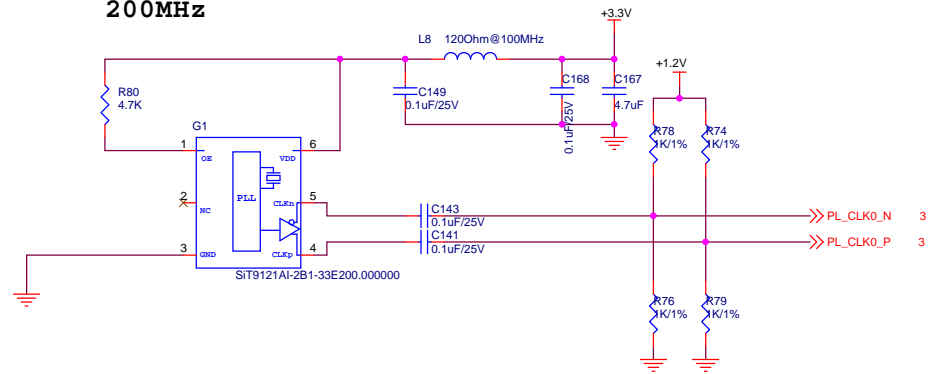 200MHz
+3.3V
L8 120Ohm@100MHz
+1.2V
R80
4.7K
C149
0.1uF/25V
C168
0.1uF/25V
C167
4.7uF
G1
R78
1K/1%
R74
1K/1%
1
OE
VDD
6
2
NC
PLL
CLKn
5
C143
0.1uF/25V
PL_CLK0_N 3
C141
0.1uF/25V
PL_CLK0_P 3
3
GND
CLKp
4
SiT9121AI-2B1-33E200.000000
R76
1K/1%
R79
1K/1%